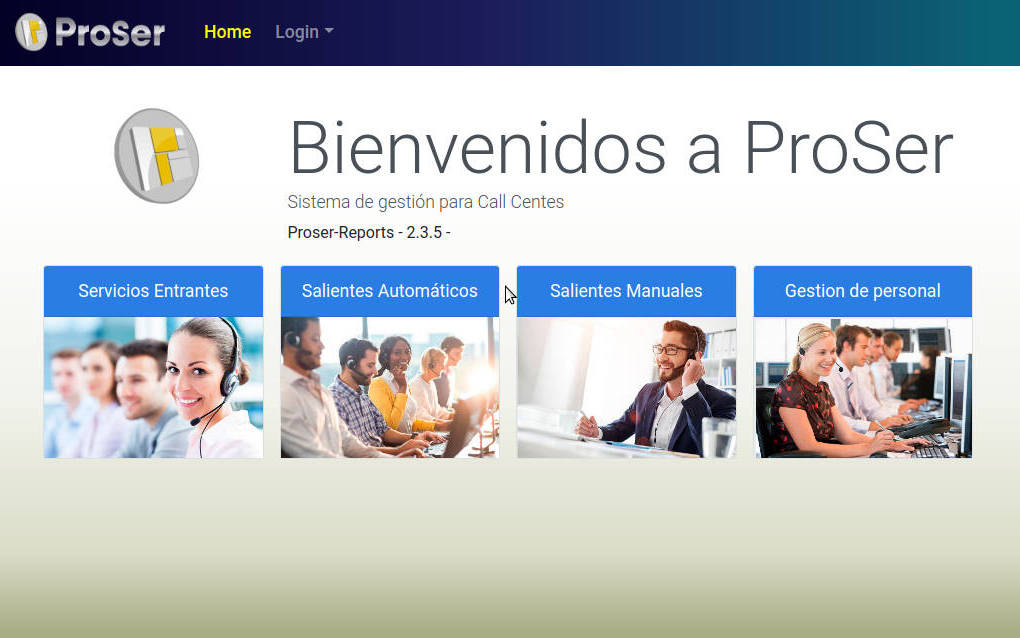 ProSer Home Login
Bienvenidos a ProSer
Sistema de gestión para Call Centes
Proser-Reports - 2.3.5 -
Servicios Entrantes
Salientes Automáticos
Salientes Manuales
Gestion de personal